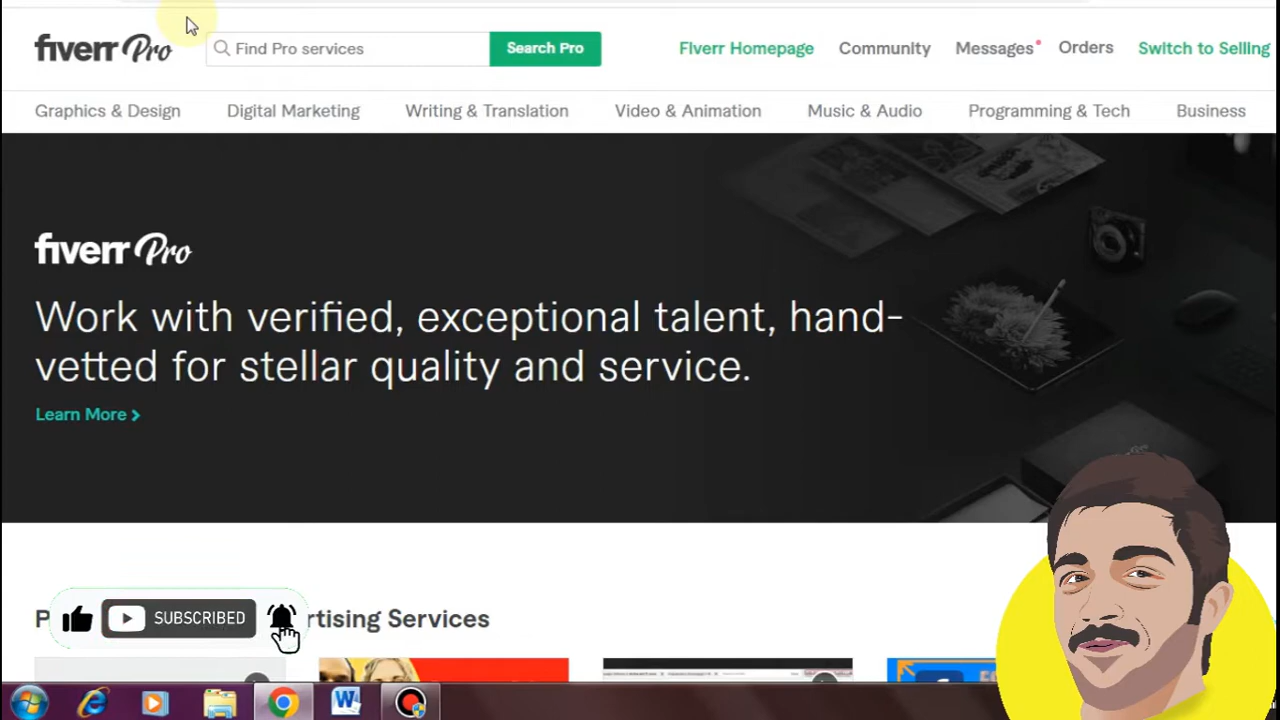 fiverr Pro
Find Pro services
Search Pro
Fiverr Homepage
Community
Messages
Orders
Switch to Selling
Graphics & Design
Digital Marketing
Writing & Translation
Video & Animation
Music & Audio
Programming & Tech
Business
fiverr Pro
Work with verified, exceptional talent, hand-
vetted for stellar quality and service.
Learn More
SUBSCRIBED
Services